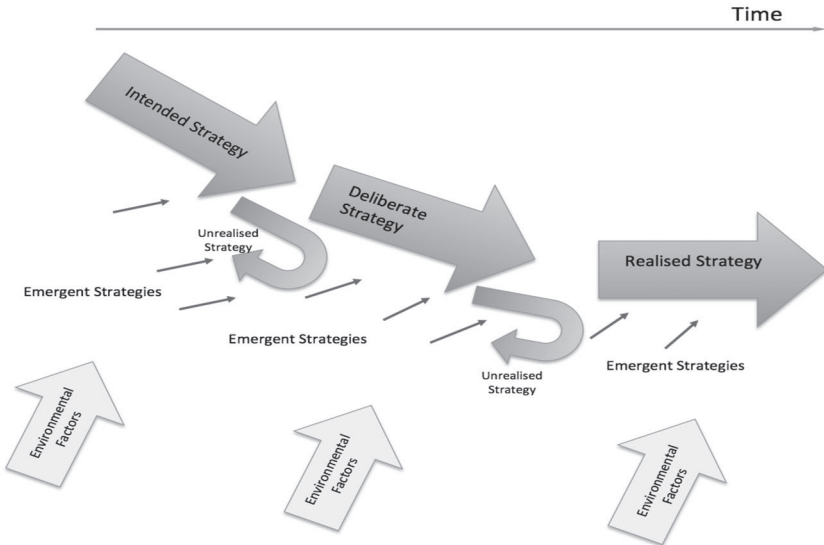 Time
Intended Strategy
Deliberate
Strategy
Unrealised
Strategy
Realised Strategy
Emergent Strategies
Emergent Strategies
Emergent Strategies
Unrealised
Strategy
Environmental
Factors
Environmental
Factors
Environmental
Factors